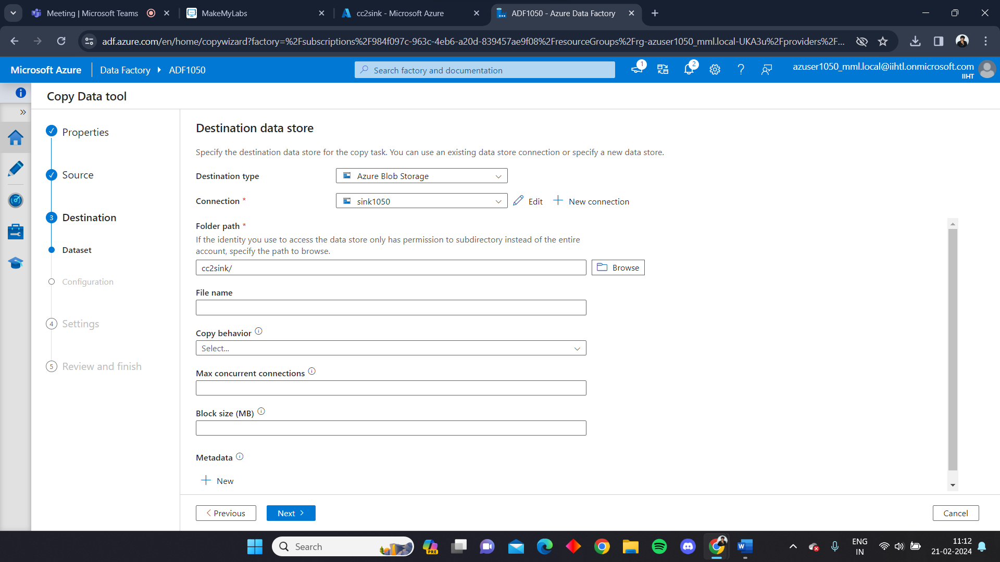 Meeting | Microsoft Teams
MakeMyLabs
cc2sink - Microsoft Azure
ADF1050 - Azure Data Factory
adf.azure.com/en/home/copywizard?factory=%2Fsubscriptions%2F984f097c-963c-4eb6-a20d-839457ae9f08%2FresourceGroups%2Frg-azuser1050_mml.local-UKA3u%2Fproviders%2F...
Microsoft Azure
Data Factory
ADF1050
Search factory and documentation
1
2
azuser1050_mml.local@iihtl.onmicrosoft.com
IIHT
Copy Data tool
Properties
Source
3
Destination
Dataset
Configuration
4
Settings
5
Review and finish
Destination data store
Specify the destination data store for the copy task. You can use an existing data store connection or specify a new data store.
Destination type
Azure Blob Storage
Connection *
sink1050
Edit
New connection
Folder path *
If the identity you use to access the data store only has permission to subdirectory instead of the entire
account, specify the path to browse.
cc2sink/
Browse
File name
Copy behavior
Select...
Max concurrent connections
Block size (MB)
Metadata
New
Previous
Next
Cancel
Search
PRE
ENG
IN
11:12
21-02-2024